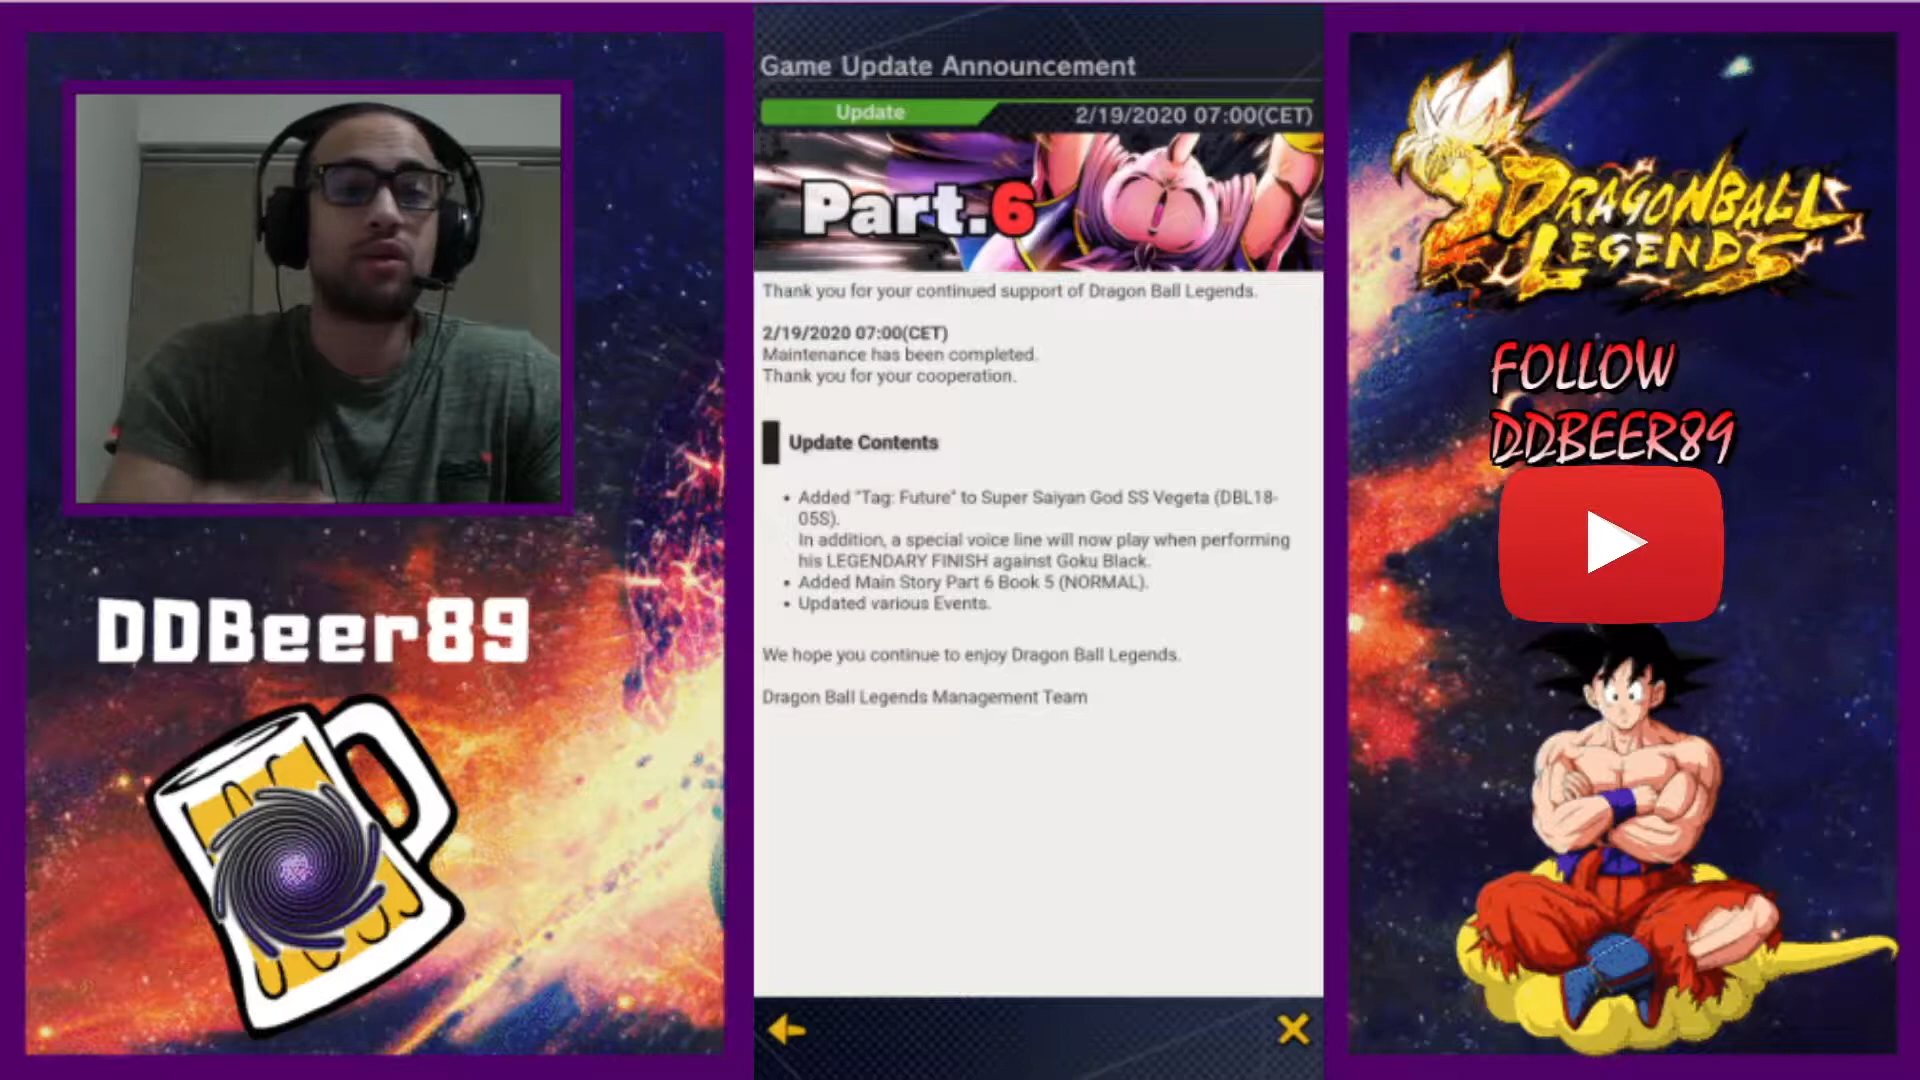 Game Update Announcement
Update
2/19/2020 07:00(CET)
Part.6
Thank you for your continued support of Dragon Ball Legends.
2/19/2020 07:00(CET)
Maintenance has been completed.
Thank you for your cooperation.
Update Contents
• Added "Tag: Future" to Super Saiyan God SS Vegeta (DBL18-
05S).
In addition, a special voice line will now play when performing
his LEGENDARY FINISH against Goku Black.
• Added Main Story Part 6 Book 5 (NORMAL).
• Updated various Events.
We hope you continue to enjoy Dragon Ball Legends.
Dragon Ball Legends Management Team
DDBeer89
DRAGONBALL
LEGENDS
FOLLOW
DDBEER89